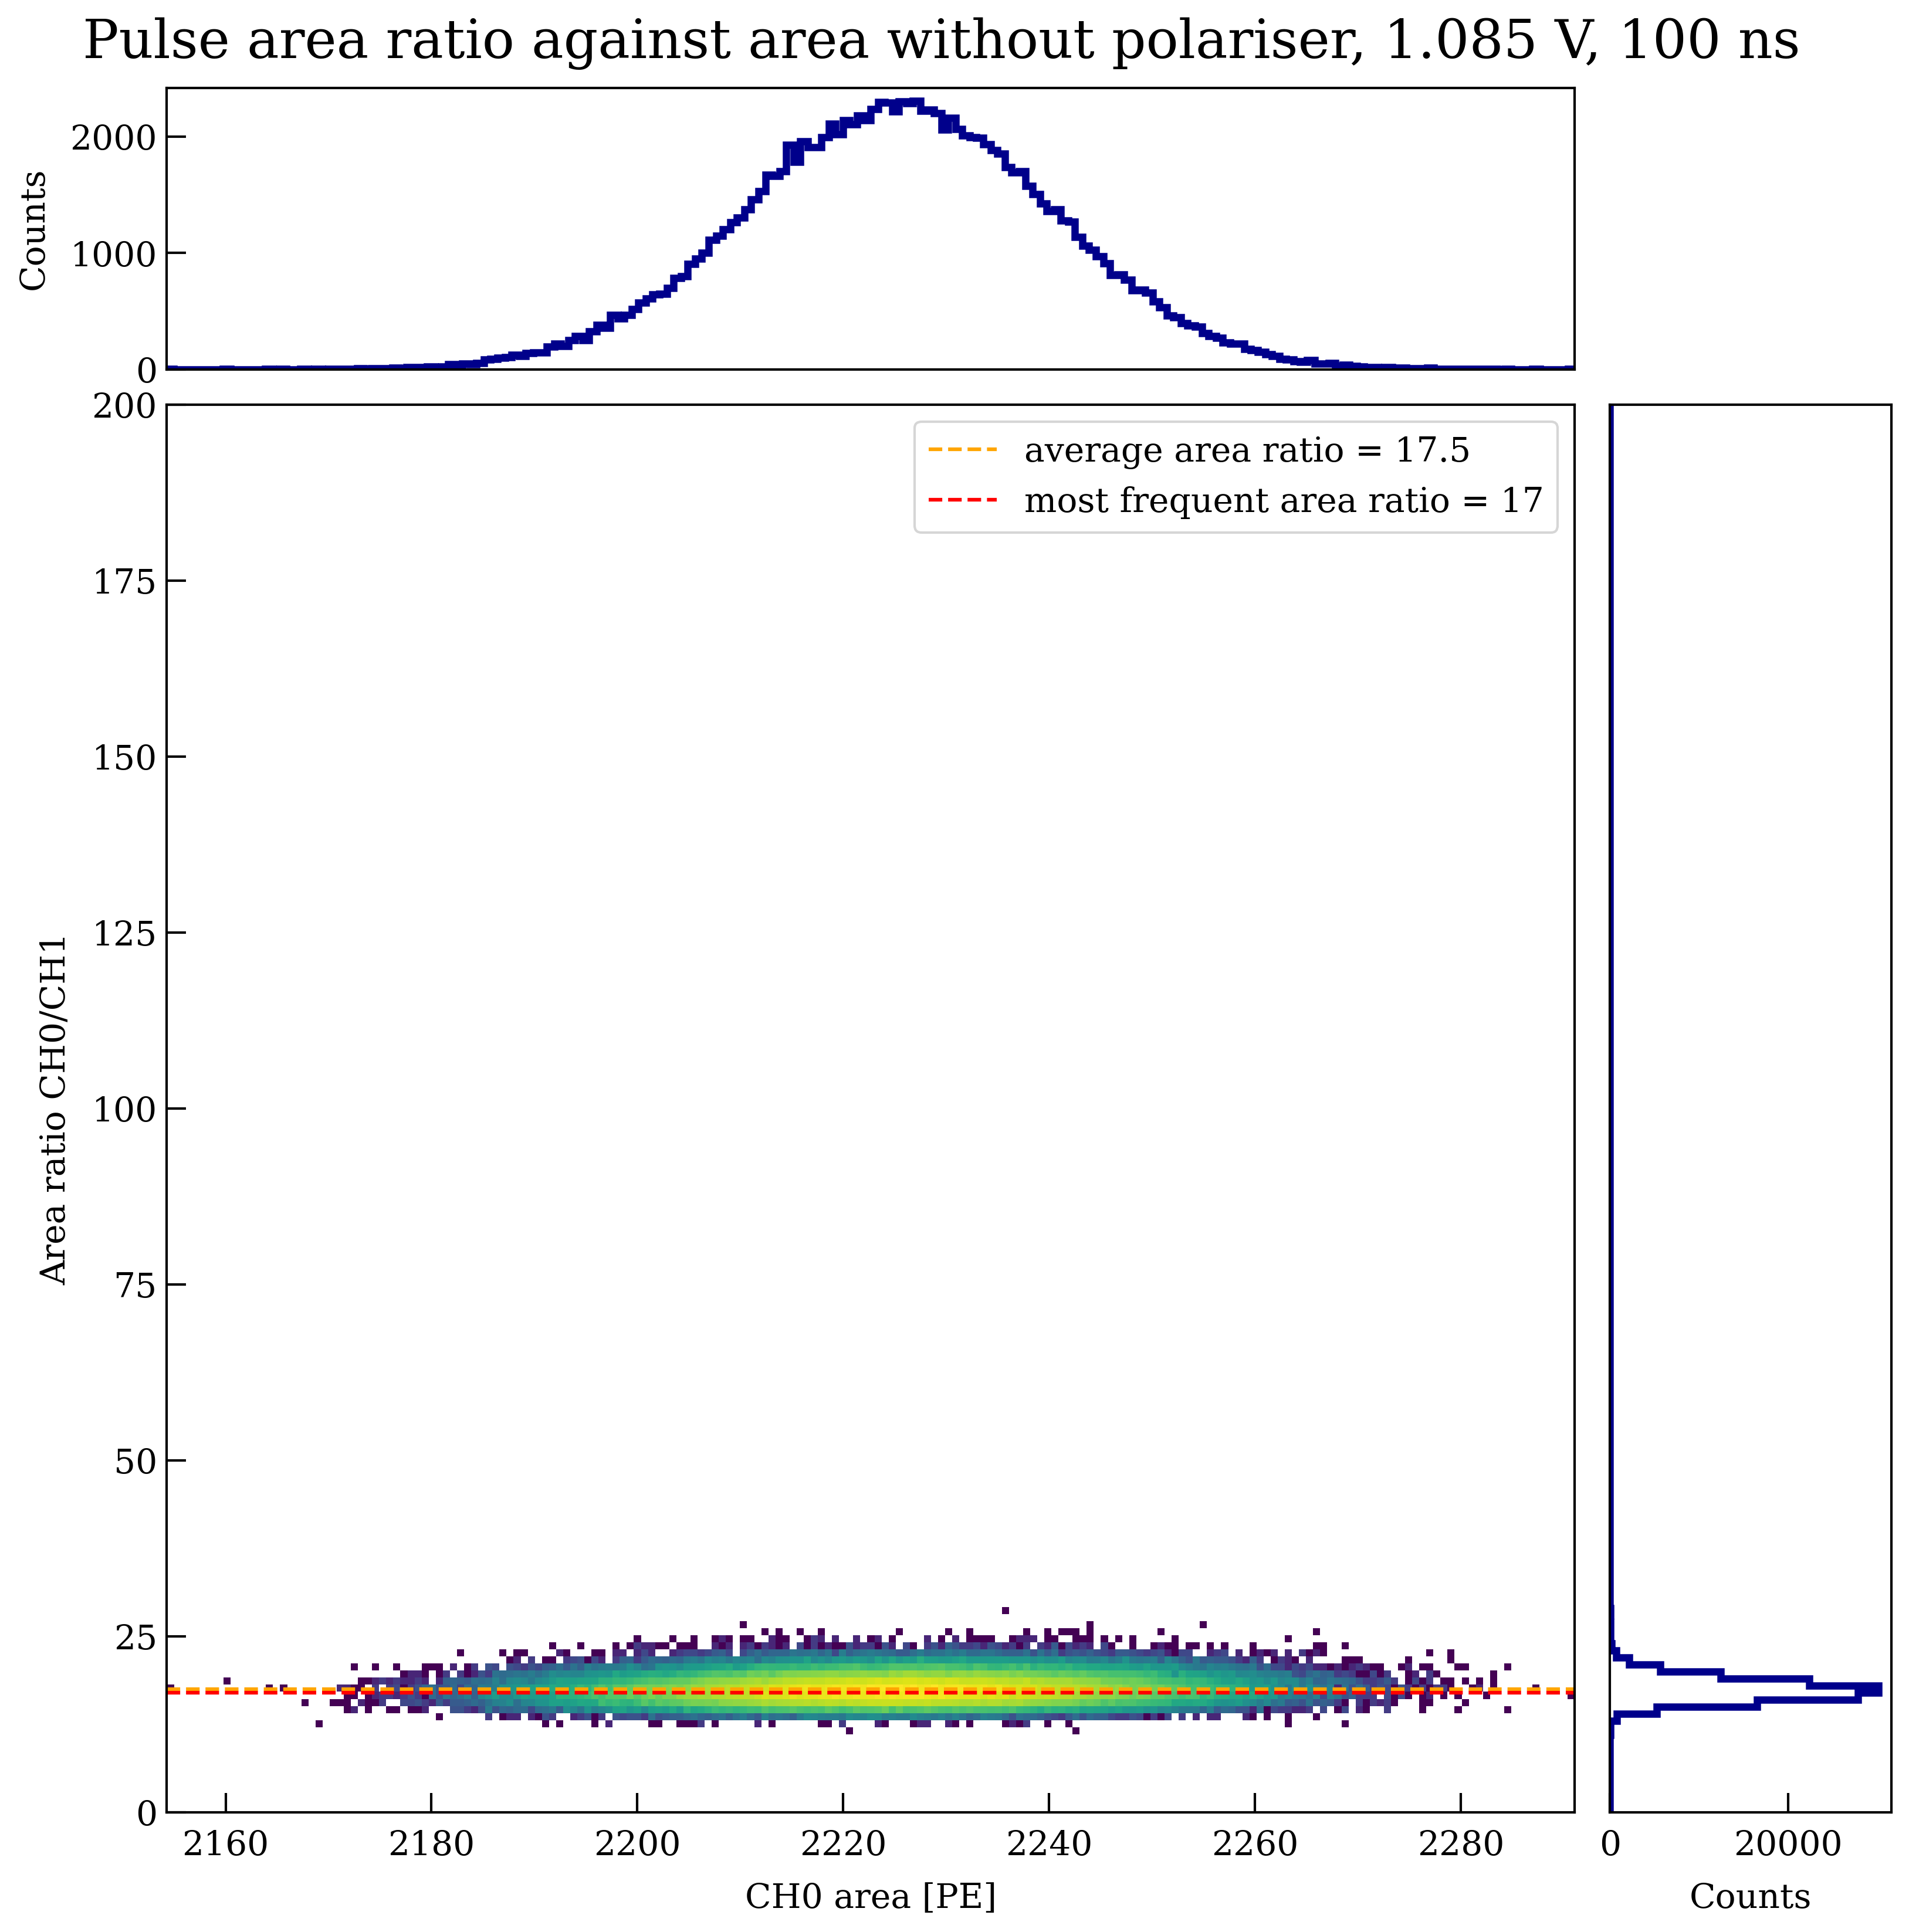 Pulse area ratio against area without polariser, 1.085 V, 100 ns
Counts
2000
1000
0
Area ratio CH0/CH1
200
175
150
125
100
75
50
25
0
average area ratio = 17.5
most frequent area ratio = 17
2160 2180 2200 2220 2240 2260 2280
CH0 area [PE]
0 20000
Counts